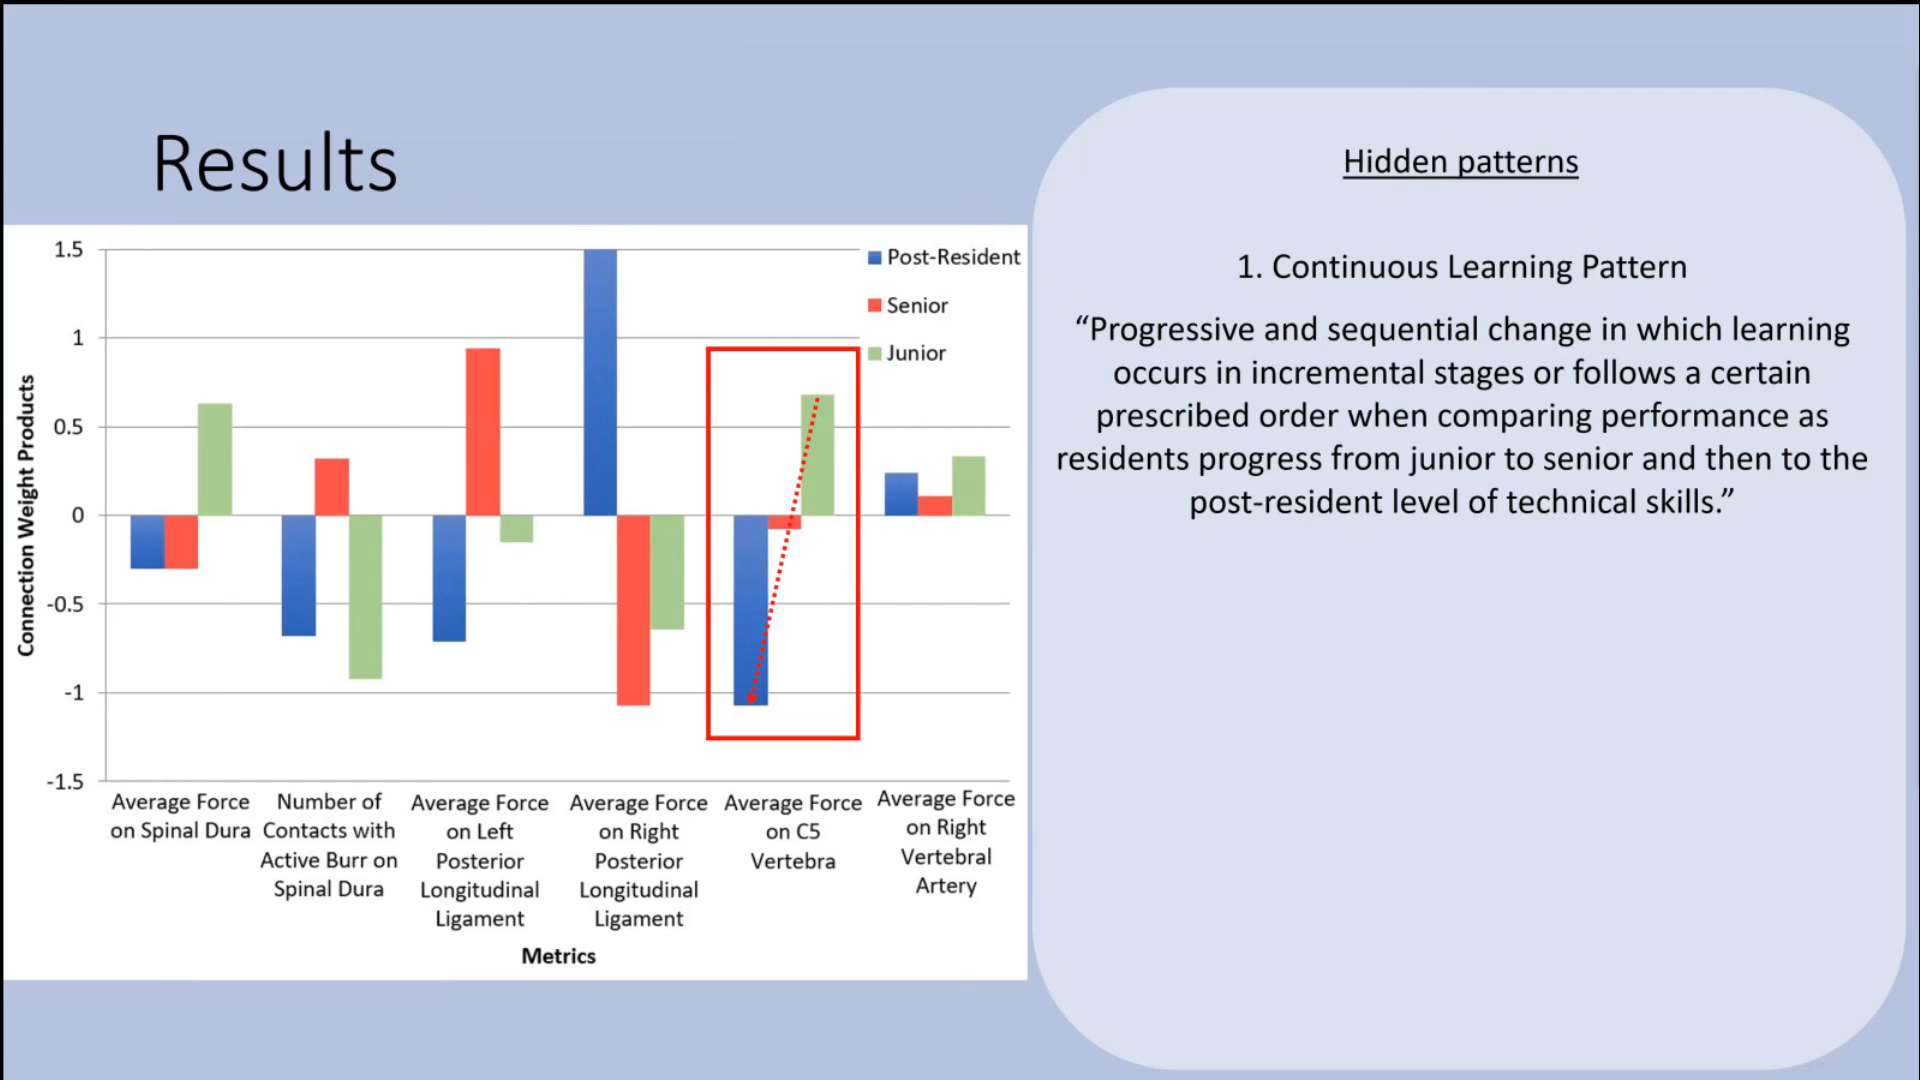 Results
1.5
1
0.5
0
-0.5
-1
-1.5
Connection Weight Products
Post-Resident
Senior
Junior
Average Force
on Spinal Dura
Number of
Contacts with
Active Burr on
Spinal Dura
Average Force
on Left
Posterior
Longitudinal
Ligament
Average Force
on Right
Posterior
Longitudinal
Ligament
Average Force
on C5
Vertebra
Average Force
on Right
Vertebral
Artery
Metrics
Hidden patterns
1. Continuous Learning Pattern
“Progressive and sequential change in which learning
occurs in incremental stages or follows a certain
prescribed order when comparing performance as
residents progress from junior to senior and then to the
post-resident level of technical skills.”